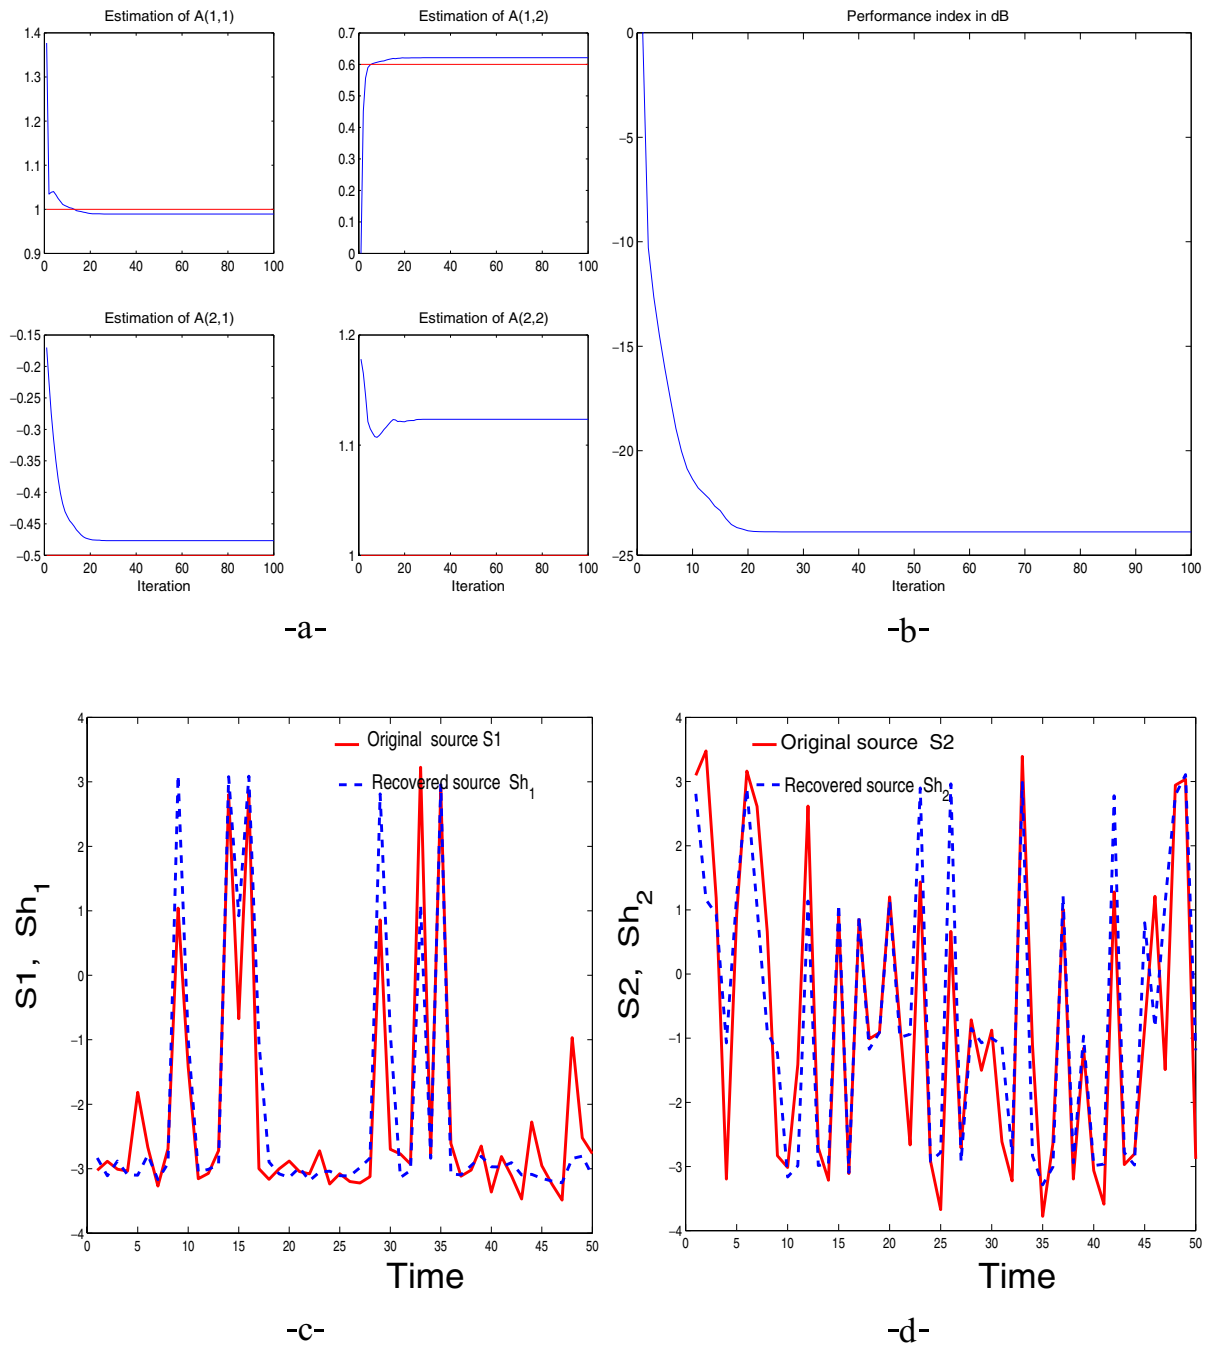 Estimation of A(1,1)
1.4
1.3
1.2
1.1
1
0.9
0 20 40 60 80 100
Estimation of A(1,2)
0.7
0.6
0.5
0.4
0.3
0.2
0.1
0
0 20 40 60 80 100
Estimation of A(2,1)
−0.15
−0.2
−0.25
−0.3
−0.35
−0.4
−0.45
−0.5
0 20 40 60 80 100
Iteration
Estimation of A(2,2)
1.2
1.1
1
0 20 40 60 80 100
Iteration
-a-
Performance index in dB
0
−5
−10
−15
−20
−25
0 10 20 30 40 50 60 70 80 90 100
Iteration
-b-
S1, Sh1
4
3
2
1
0
−1
−2
−3
−4
0 5 10 15 20 25 30 35 40 45 50
Original source S1
Recovered source Sh1
Time
-c-
S2, Sh2
4
3
2
1
0
−1
−2
−3
−4
0 5 10 15 20 25 30 35 40 45 50
Original source S2
Recovered source Sh2
Time
-d-